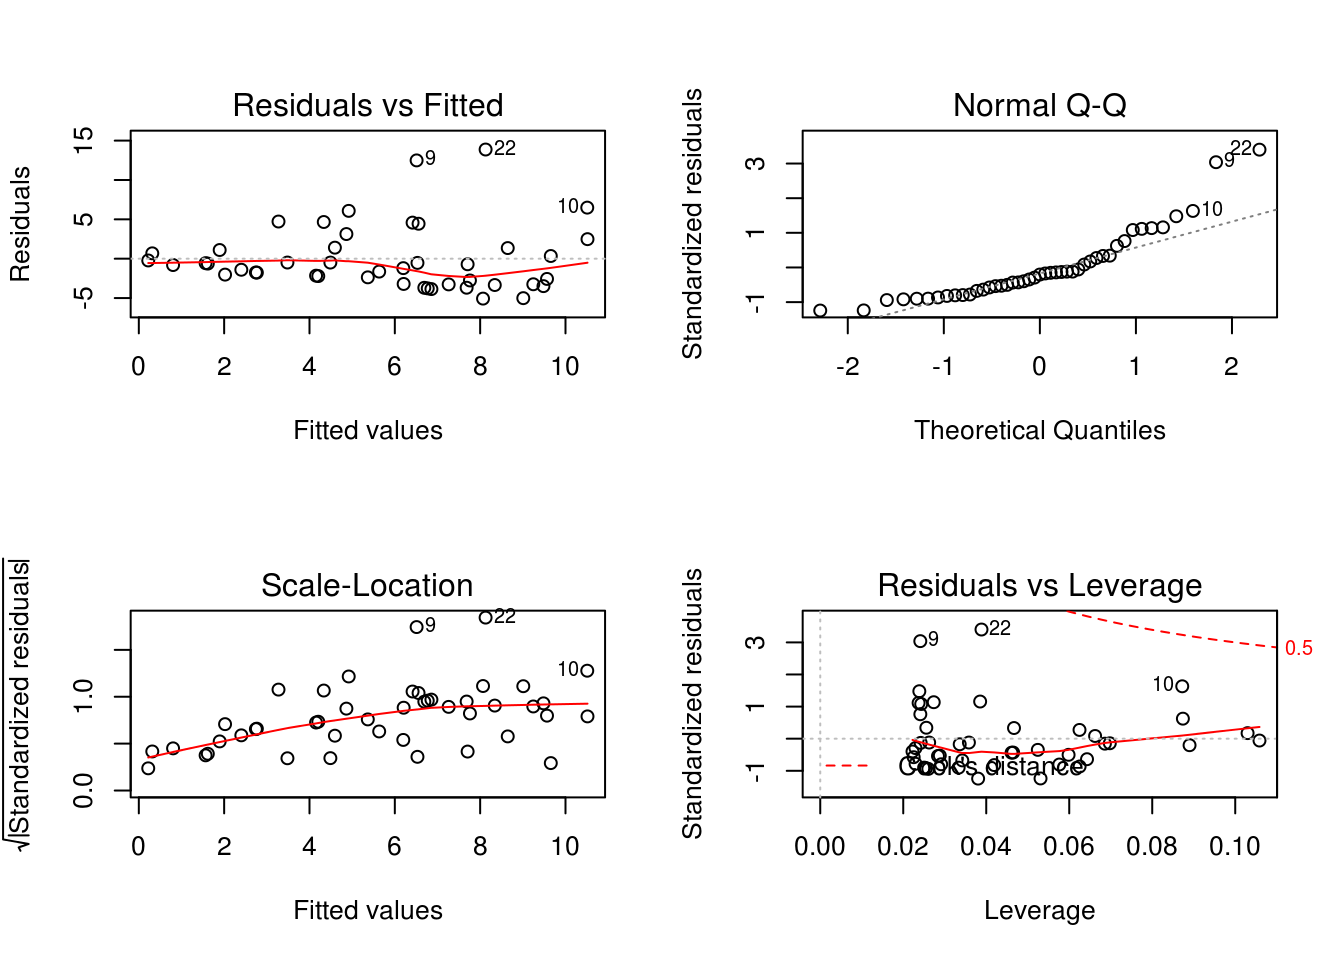 Residuals vs Fitted
Residuals
15
5
-5
9
22
10
0 2 4 6 8 10
Fitted values
Normal Q-Q
Standardized residuals
3
1
-1
22
9
10
-2 -1 0 1 2
Theoretical Quantiles
Scale-Location
√|Standardized residuals|
1.0
0.0
9
22
10
0 2 4 6 8 10
Fitted values
Residuals vs Leverage
Standardized residuals
3
1
-1
9
22
10
0.5
Cook's distance
0.00 0.02 0.04 0.06 0.08 0.10
Leverage